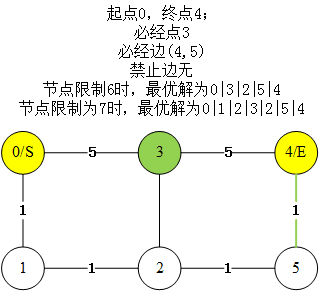 起点0，终点4；
必经点3
必经边(4,5)
禁止边无
节点限制6时，最优解为0|3|2|5|4
节点限制为7时，最优解为0|1|2|3|2|5|4
0/S 5 3 5 4/E
1 1
1 1 2 1 5